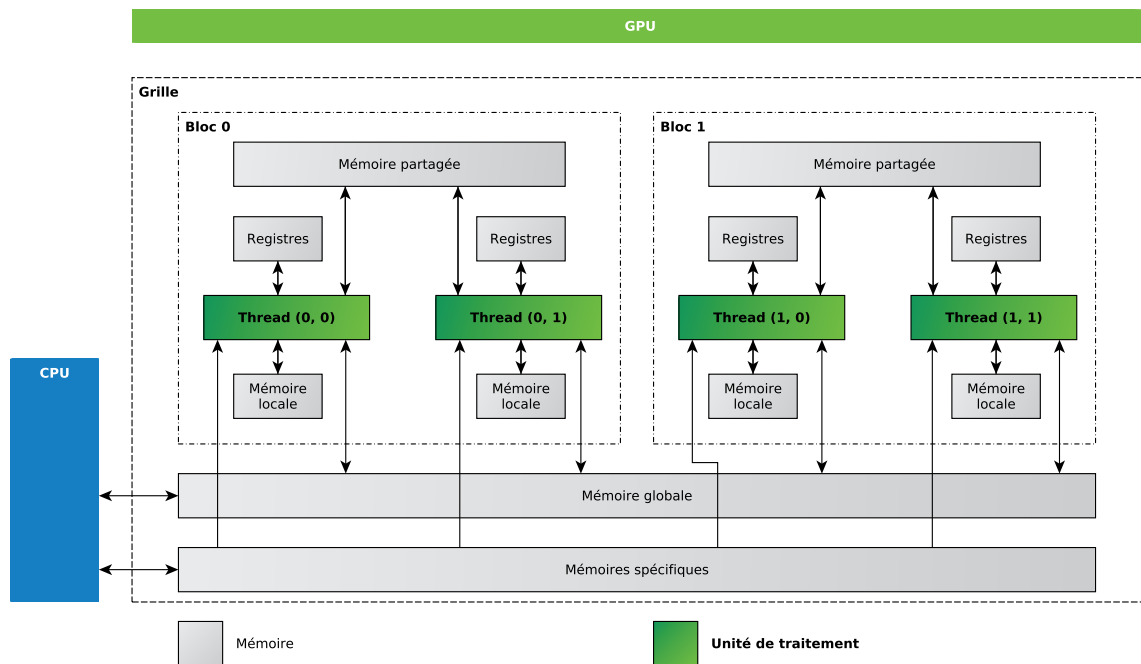 GPU
Grille
Bloc 0
Bloc 1
Mémoire partagée
Mémoire partagée
Registres
Registres
Registres
Registres
Thread (0, 0)
Thread (0, 1)
Thread (1, 0)
Thread (1, 1)
CPU
Mémoire
locale
Mémoire
locale
Mémoire
locale
Mémoire
locale
Mémoire globale
Mémoires spécifiques
Mémoire
Unité de traitement